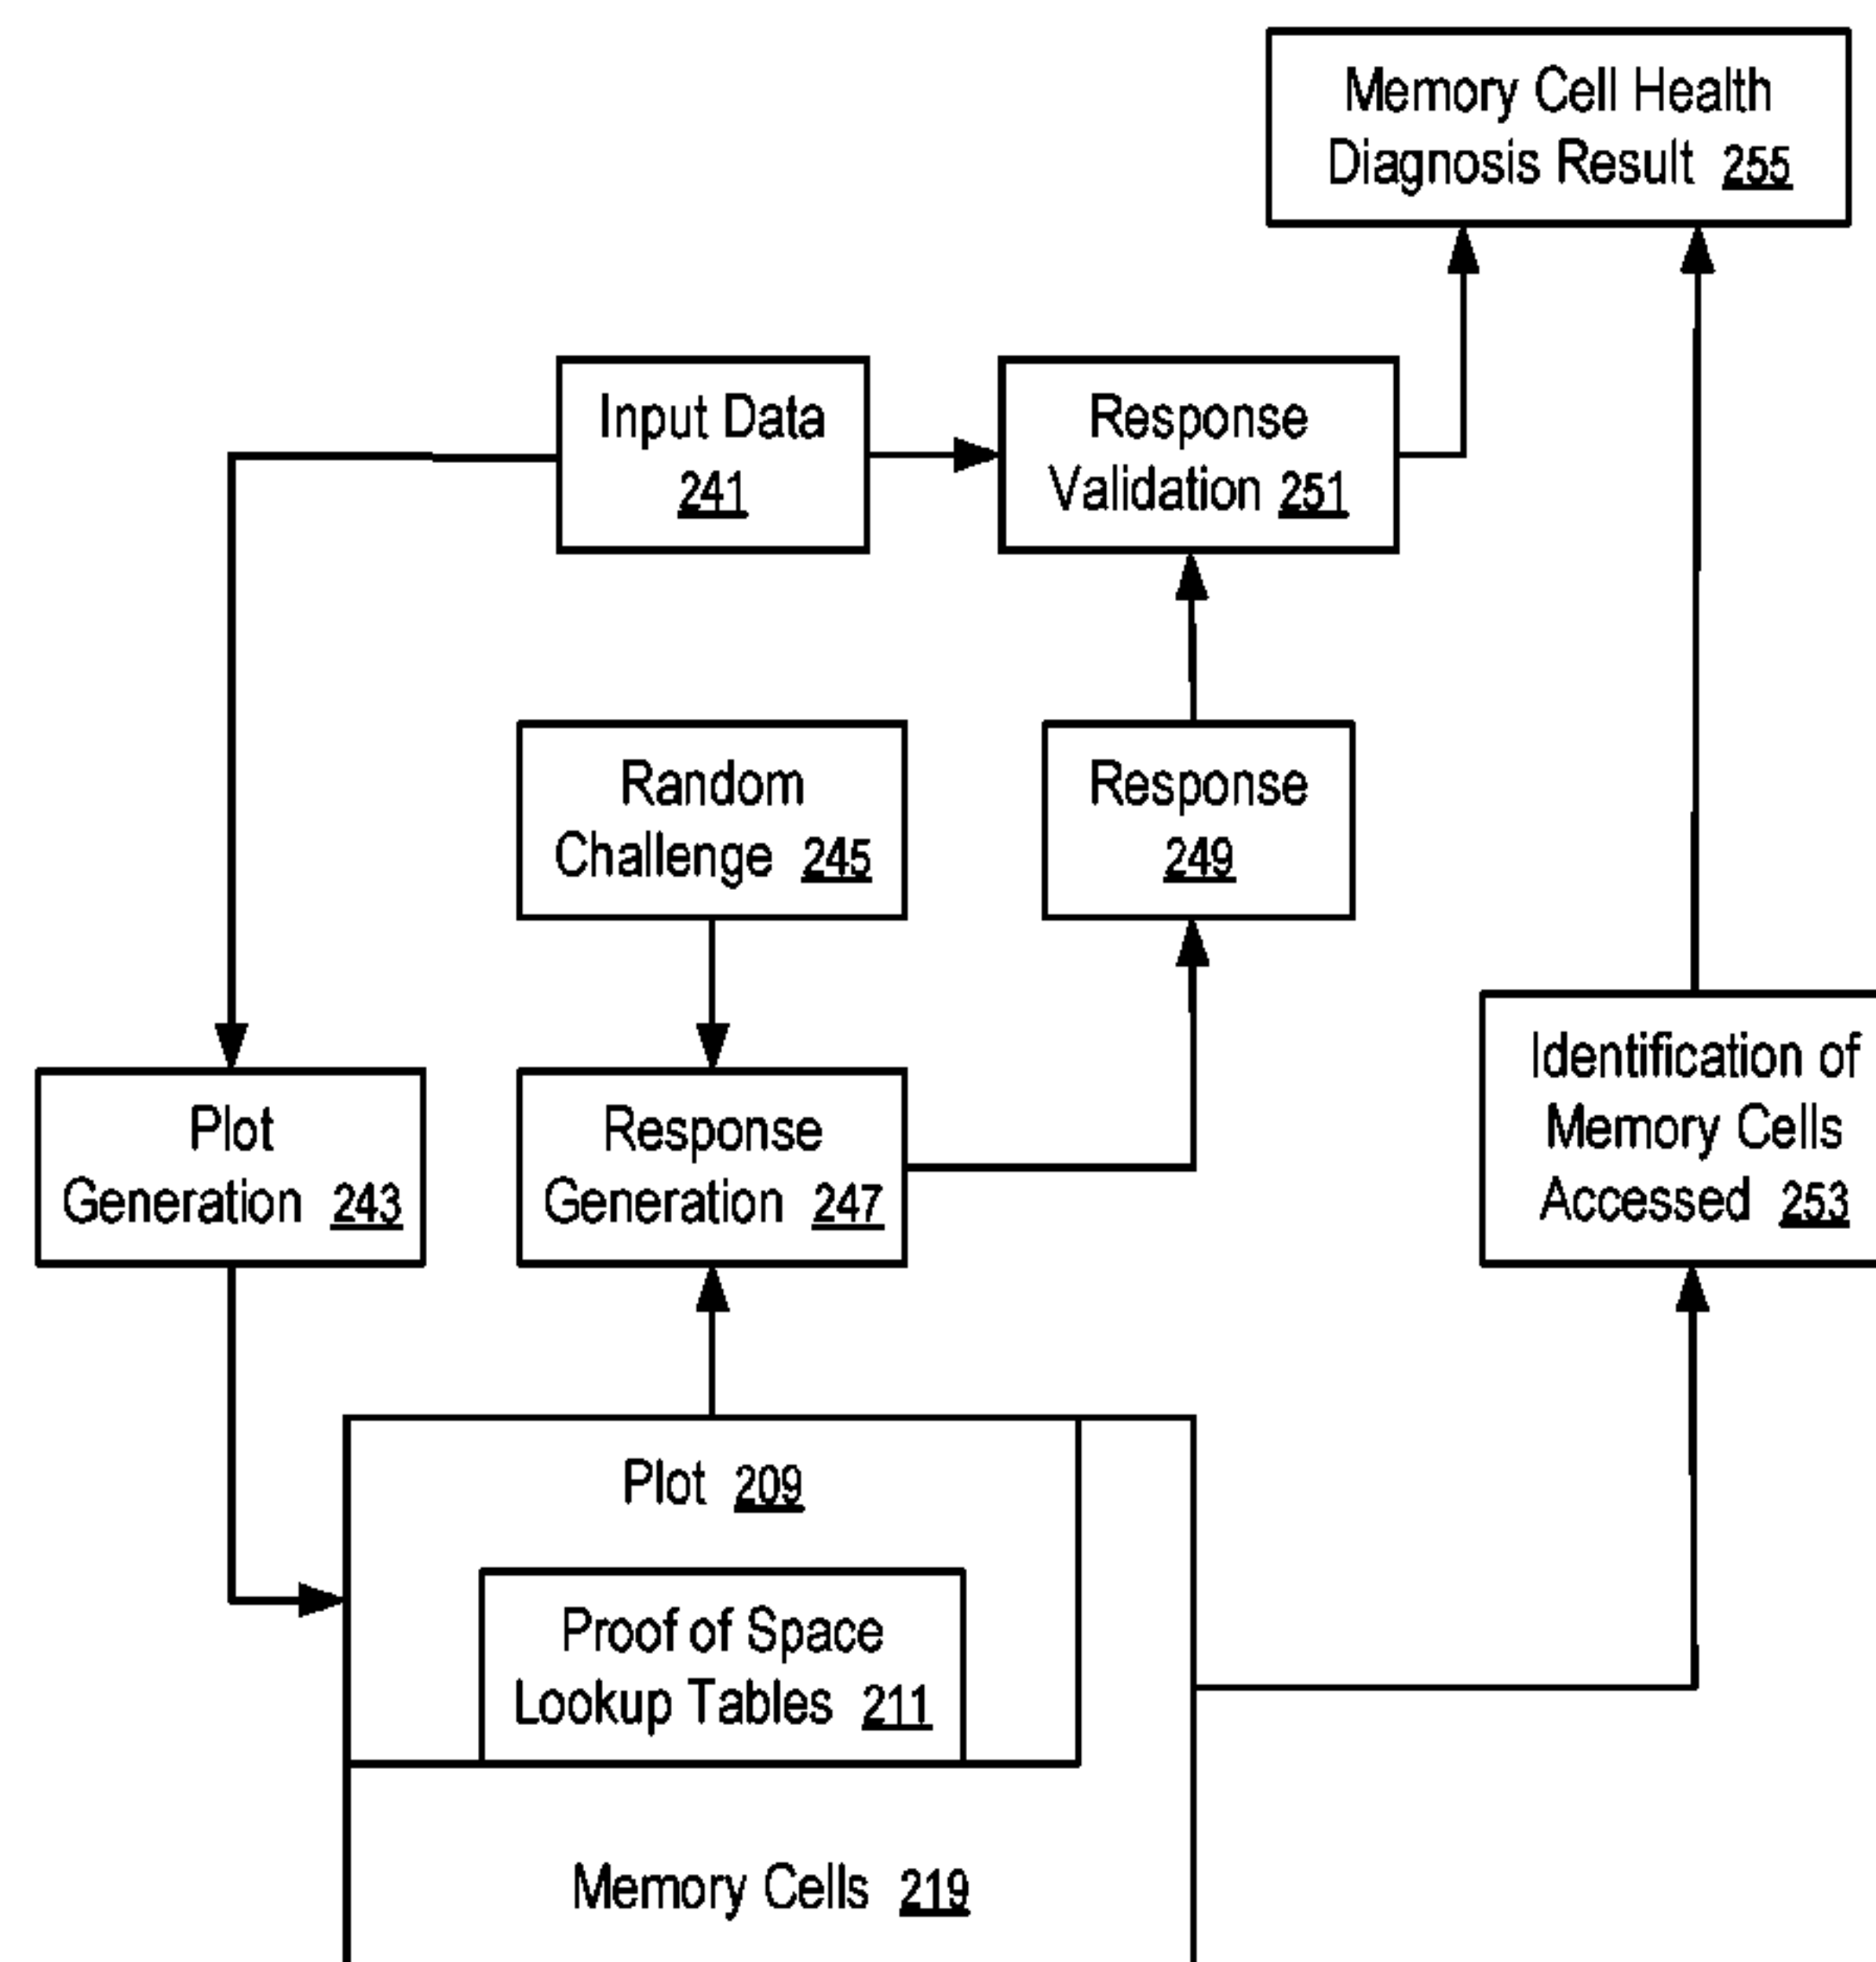 Memory Cell Health
Diagnosis Result 255
Input Data
241
Response
Validation 251
Random
Challenge 245
Response
249
Plot
Generation 243
Response
Generation 247
Identification of
Memory Cells
Accessed 253
Plot 209
Proof of Space
Lookup Tables 211
Memory Cells 219